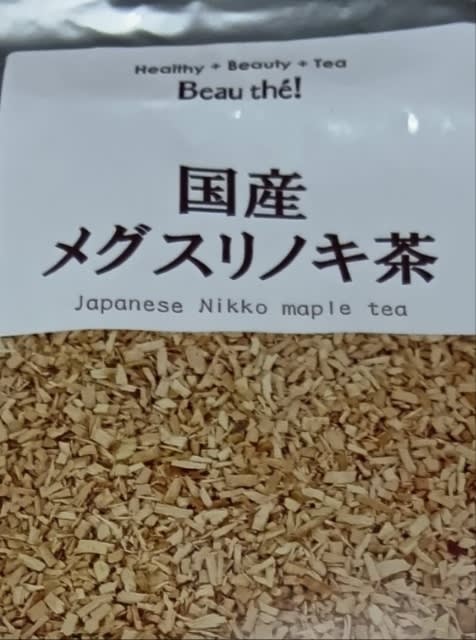 Healthy + Beauty + Tea
Beau thé!
国産
メグスリノキ茶
Japanese Nikko maple tea